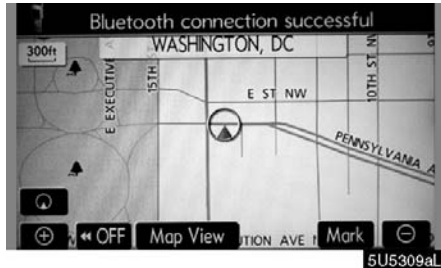 Bluetooth connection successful
300ft
WASHINGTON, DC
E EXECUTIVE A
15TH
E ST NW
10TH ST N
PENNSYLVANIA A
OFF
Map View
UTION AVE
Mark
5U5309aL